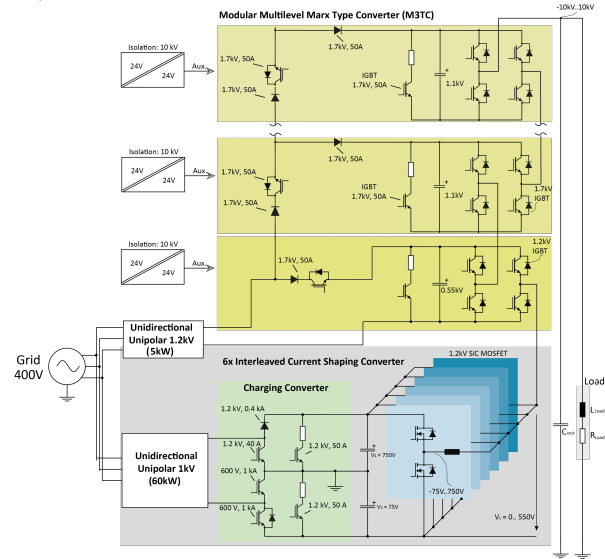 Modular Multilevel Marx Type Converter (M3TC)
-10kV..10kV
Isolation: 10 kV
24V
24V
Aux.
1.7kV, 50A
1.7kV, 50A
1.7kV, 50A
IGBT
1.7kV, 50A
1.1kV
Isolation: 10 kV
24V
24V
Aux.
1.7kV, 50A
1.7kV, 50A
1.7kV, 50A
IGBT
1.7kV, 50A
1.1kV
1.7kV
IGBT
Isolation: 10 kV
24V
24V
Aux.
1.7kV, 50A
0.55kV
1.2kV
IGBT
Unidirectional
Unipolar 1.2kV
(5kW)
Grid
400V
6x Interleaved Current Shaping Converter
1.2kV SiC MOSFET
Charging Converter
1.2 kV, 0.4 kA
1.2 kV, 40 A
1.2 kV, 50 A
600 V, 1 kA
600 V, 1 kA
1.2 kV, 50 A
Unidirectional
Unipolar 1kV
(60kW)
V₁ = 750V
V₂ = 75V
-75V..750V
Vc = 0.. 550V
Cout
Load
LLoad
RLoad